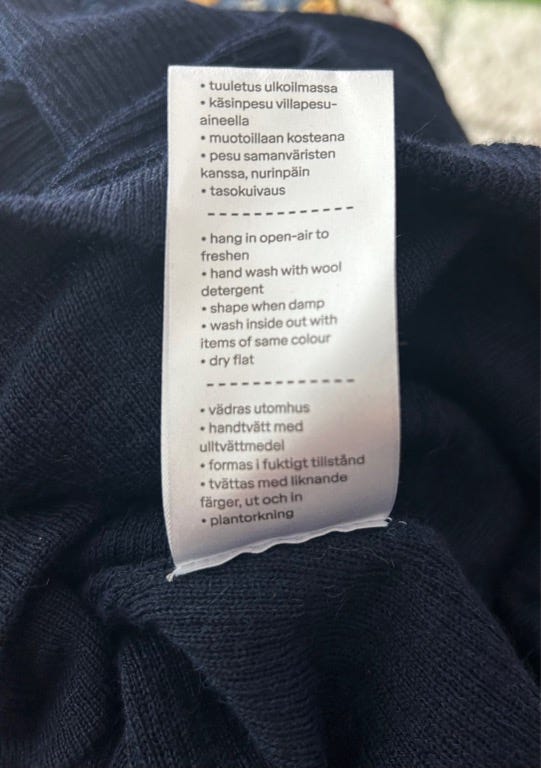 • tuuletus ulkoilmassa
• käsinpesu villapesu-
aineella
• muotoillaan kosteana
• pesu samanväristen
kanssa, nurinpäin
• tasokuivaus
• hang in open-air to
freshen
• hand wash with wool
detergent
• shape when damp
• wash inside out with
items of same colour
• dry flat
• vädras utomhus
• handtvätt med
ulltvättmedel
• formas i fuktigt tillstånd
• tvättas med liknande
färger, ut och in
• plantorkning